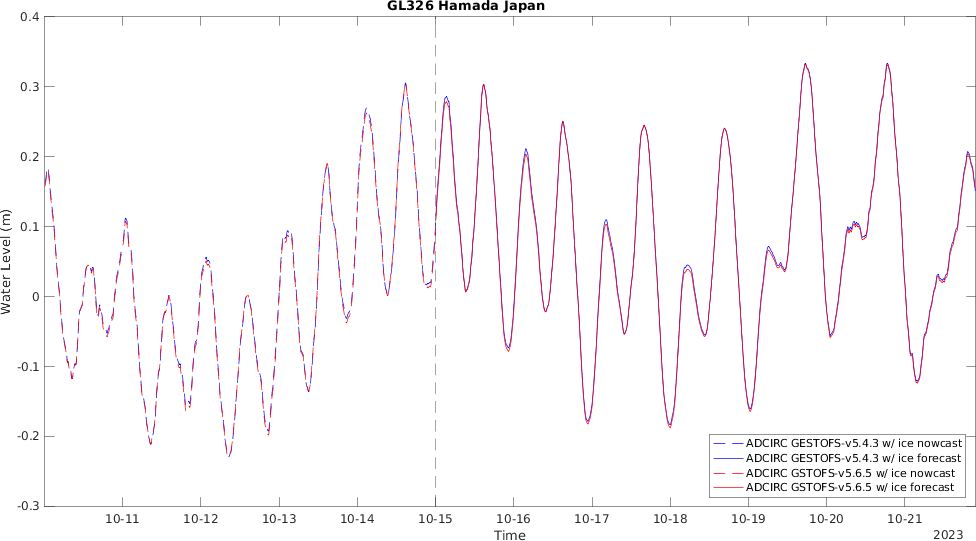 GL326 Hamada Japan
0.4
0.3
0.2
0.1
0
-0.1
-0.2
-0.3
Water Level (m)
10-11 10-12 10-13 10-14 10-15 10-16 10-17 10-18 10-19 10-20 10-21
Time
2023
ADCIRC GESTOFS-v5.4.3 w/ ice nowcast
ADCIRC GESTOFS-v5.4.3 w/ ice forecast
ADCIRC GSTOFS-v5.6.5 w/ ice nowcast
ADCIRC GSTOFS-v5.6.5 w/ ice forecast